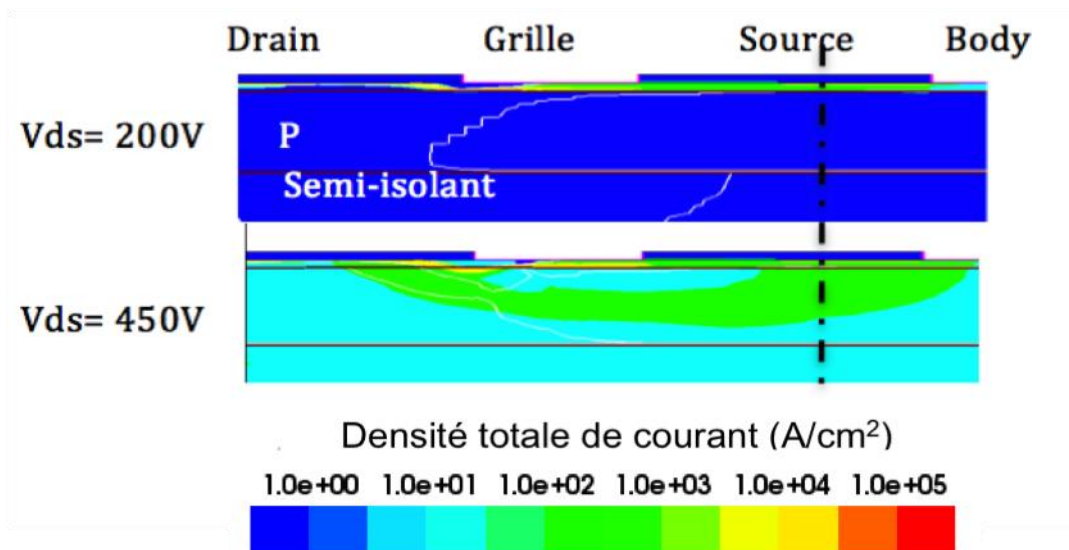 Drain Grille Source Body
Vds= 200V
P
Semi-isolant
Vds= 450V
Densité totale de courant (A/cm²)
1.0e+00 1.0e+01 1.0e+02 1.0e+03 1.0e+04 1.0e+05